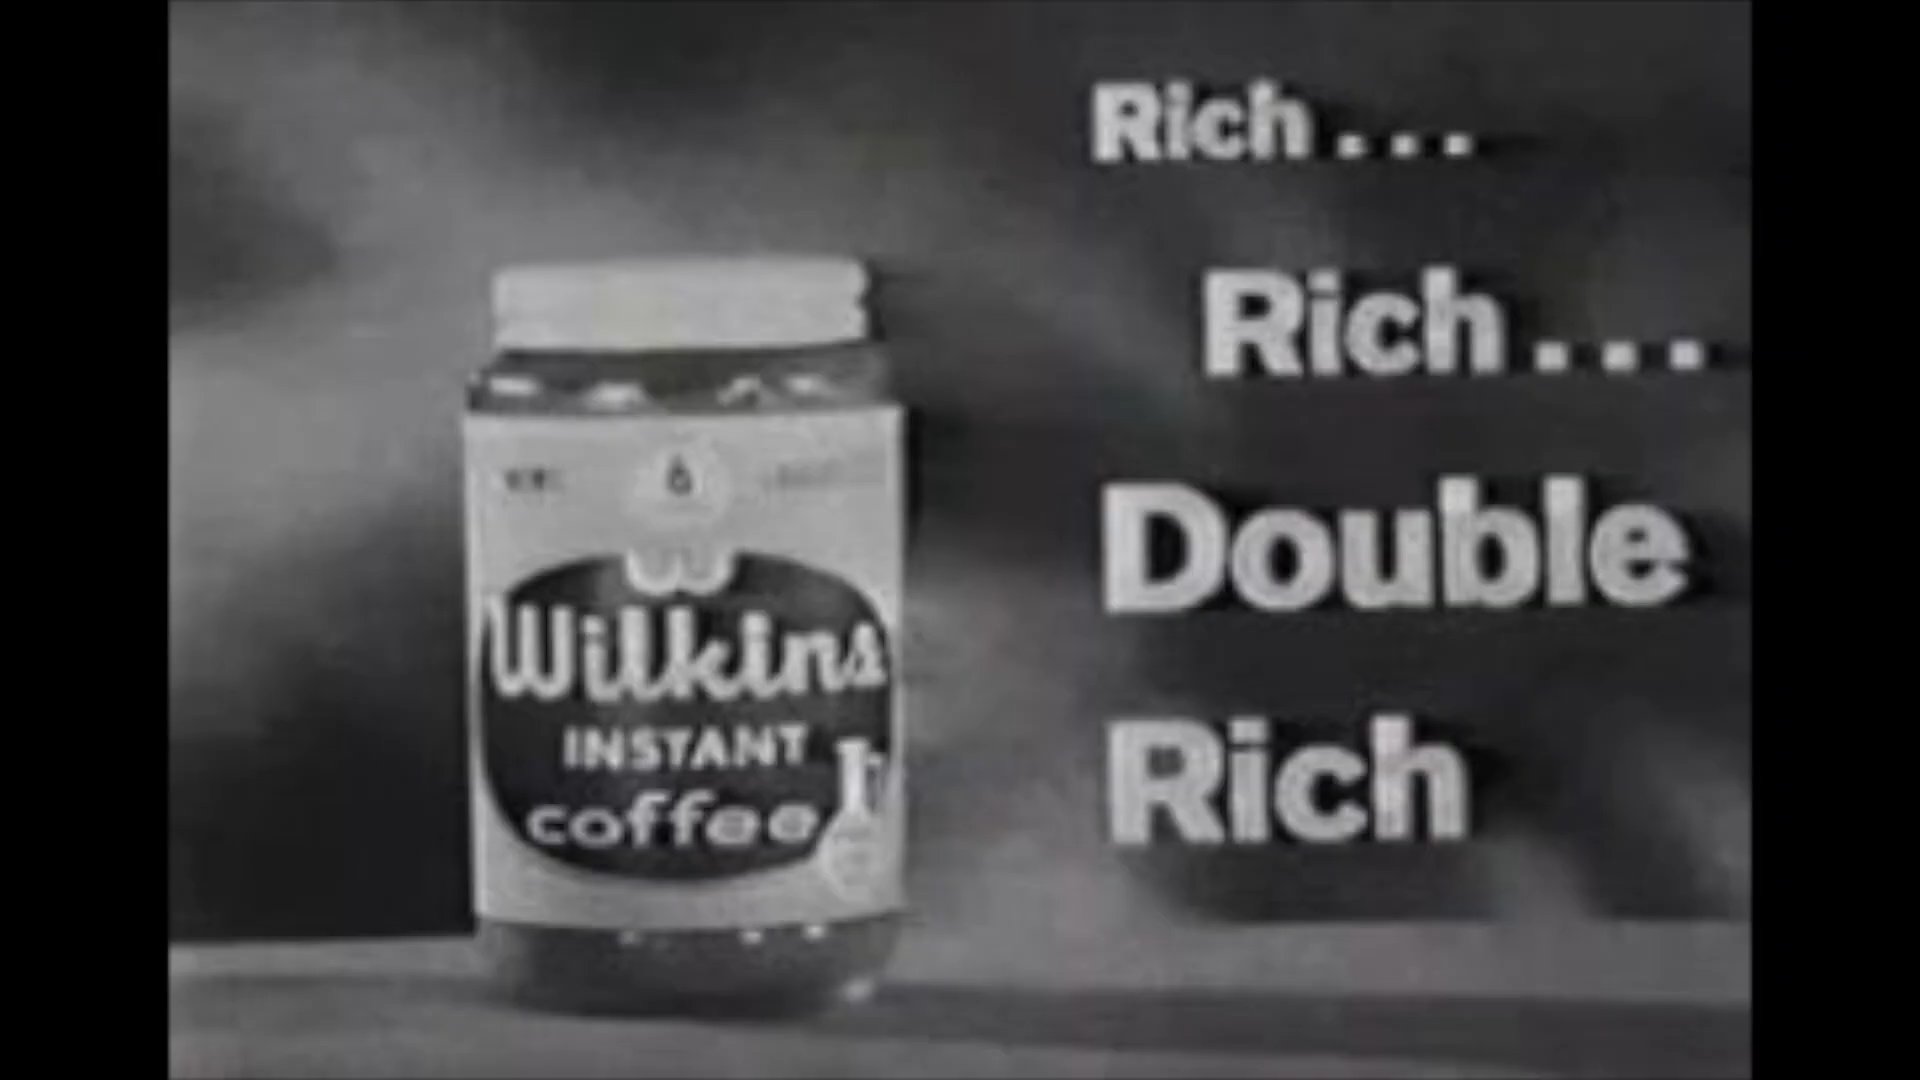 Rich...
Rich...
Double
Rich
Wilkins
INSTANT
coffee